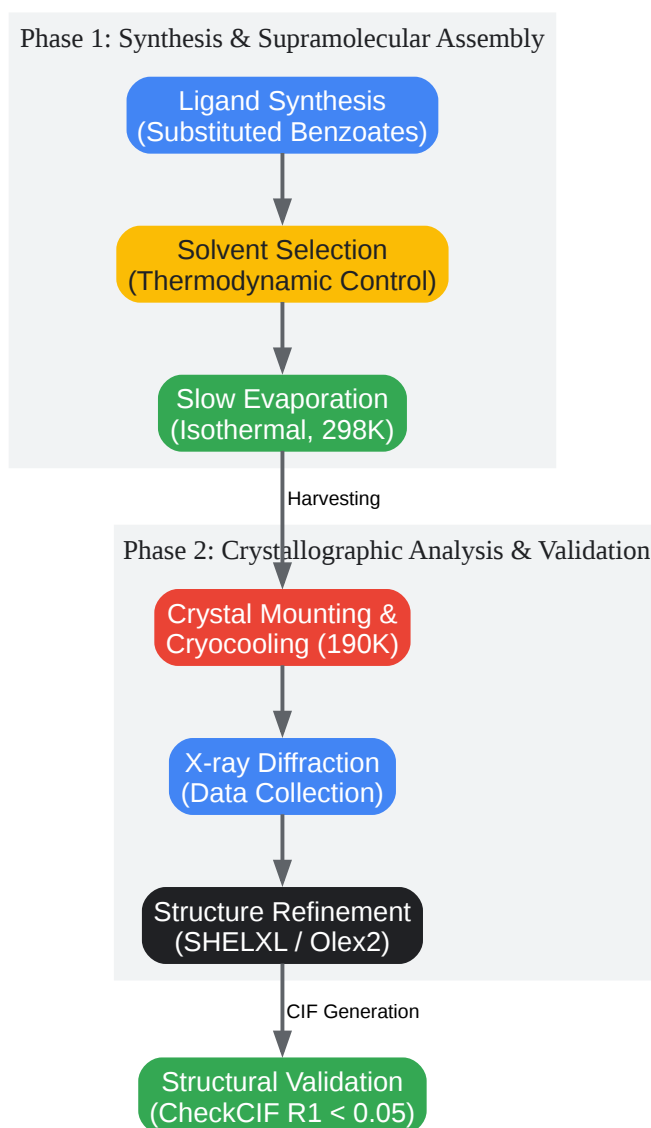 Phase 1: Synthesis & Supramolecular Assembly
Ligand Synthesis
(Substituted Benzoates)
Solvent Selection
(Thermodynamic Control)
Slow Evaporation
(Isothermal, 298K)
Harvesting
Phase 2: Crystallographic Analysis & Validation
Crystal Mounting &
Cryocooling (190K)
X-ray Diffraction
(Data Collection)
Structure Refinement
(SHELXL / Olex2)
CIF Generation
Structural Validation
(CheckCIF R1 < 0.05)